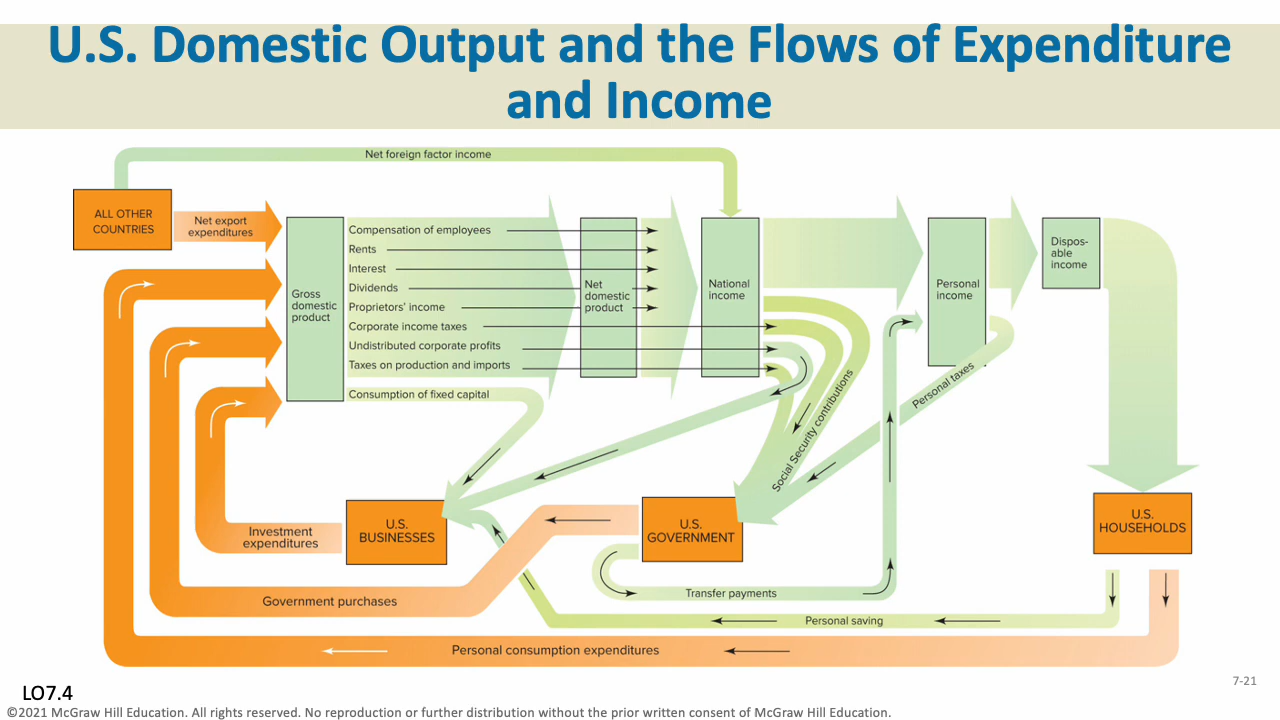 U.S. Domestic Output and the Flows of Expenditure
and Income
Net foreign factor income
ALL OTHER
COUNTRIES
Net export
expenditures
Gross
domestic
product
Compensation of employees
Rents
Interest
Dividends
Proprietors' income
Corporate income taxes
Undistributed corporate profits
Taxes on production and imports
Consumption of fixed capital
Net
domestic
product
National
income
Personal
income
Dispos-
able
income
Social Security contributions
Personal taxes
U.S.
BUSINESSES
U.S.
GOVERNMENT
U.S.
HOUSEHOLDS
Investment
expenditures
Transfer payments
Government purchases
Personal saving
Personal consumption expenditures
7-21
LO7.4
©2021 McGraw Hill Education. All rights reserved. No reproduction or further distribution without the prior written consent of McGraw Hill Education.